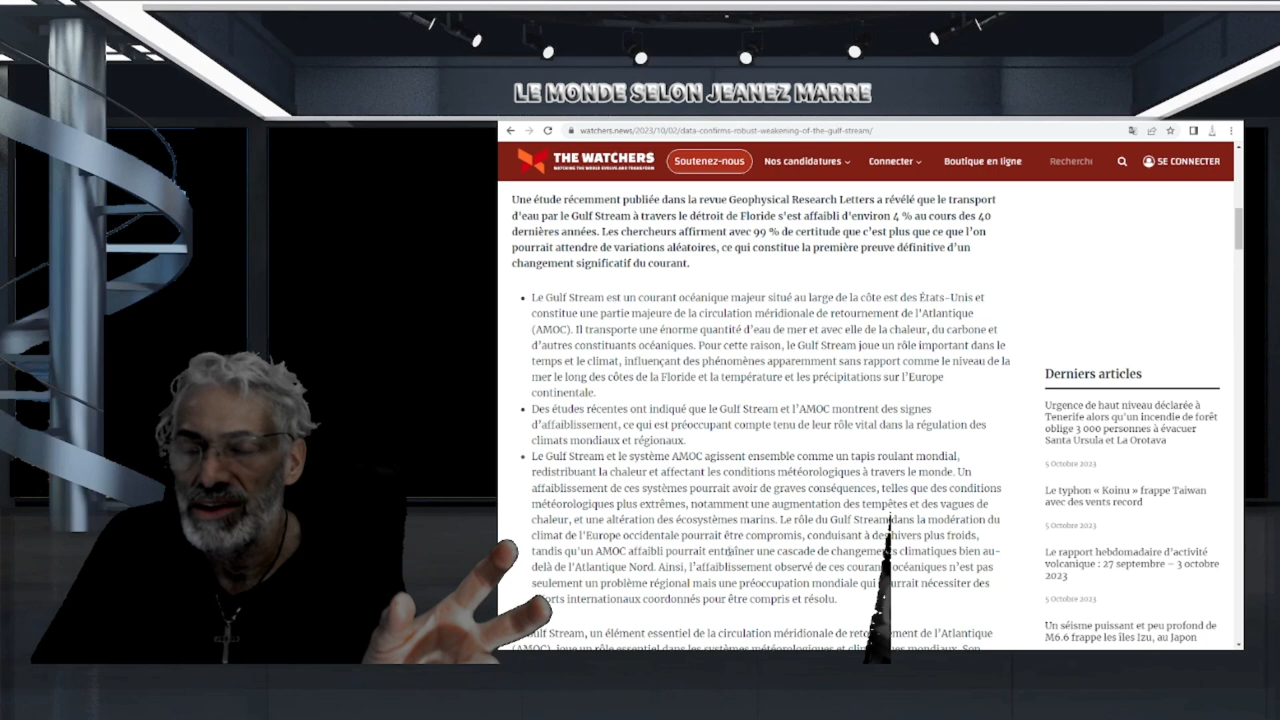 LE MONDE SELON JEANEZ MARRE
watchers.news/2023/10/02/data-confirms-robust-weakening-of-the-gulf-stream/
THE WATCHERS
WATCHING THE WORLD EVOLVE AND TRANSFORM
Soutenez-nous
Nos candidatures
Connecter
Boutique en ligne
Recherch
SE CONNECTER
Une étude récemment publiée dans la revue Geophysical Research Letters a révélé que le transport
d'eau par le Gulf Stream à travers le détroit de Floride s'est affaibli d'environ 4 % au cours des 40
dernières années. Les chercheurs affirment avec 99 % de certitude que c'est plus que ce que l'on
pourrait attendre de variations aléatoires, ce qui constitue la première preuve définitive d'un
changement significatif du courant.
Le Gulf Stream est un courant océanique majeur situé au large de la côte est des États-Unis et
constitue une partie majeure de la circulation méridionale de retournement de l'Atlantique
(AMOC). Il transporte une énorme quantité d'eau de mer et avec elle de la chaleur, du carbone et
d'autres constituants océaniques. Pour cette raison, le Gulf Stream joue un rôle important dans le
temps et le climat, influençant des phénomènes apparemment sans rapport comme le niveau de la
mer le long des côtes de la Floride et la température et les précipitations sur l'Europe
continentale.
Des études récentes ont indiqué que le Gulf Stream et l'AMOC montrent des signes
d'affaiblissement, ce qui est préoccupant compte tenu de leur rôle vital dans la régulation des
climats mondiaux et régionaux.
Le Gulf Stream et le système AMOC agissent ensemble comme un tapis roulant mondial,
redistribuant la chaleur et affectant les conditions météorologiques à travers le monde. Un
affaiblissement de ces systèmes pourrait avoir de graves conséquences, telles que des conditions
météorologiques plus extrêmes, notamment une augmentation des tempêtes et des vagues de
chaleur, et une altération des écosystèmes marins. Le rôle du Gulf Stream dans la modération du
climat de l'Europe occidentale pourrait être compromis, conduisant à des hivers plus froids,
tandis qu'un AMOC affaibli pourrait entraîner une cascade de changements climatiques bien au-
delà de l'Atlantique Nord. Ainsi, l'affaiblissement observé de ces courants océaniques n'est pas
seulement un problème régional mais une préoccupation mondiale qui pourrait nécessiter des
efforts internationaux coordonnés pour être compris et résolu.
Gulf Stream, un élément essentiel de la circulation méridionale de retournement de l'Atlantique
(AMOC), joue un rôle essentiel dans les systèmes météorologiques et climatiques mondiaux. Son
Derniers articles
Urgence de haut niveau déclarée à
Tenerife alors qu'un incendie de forêt
oblige 3 000 personnes à évacuer
Santa Ursula et La Orotava
5 Octobre 2023
Le typhon « Koinu » frappe Taiwan
avec des vents record
5 Octobre 2023
Le rapport hebdomadaire d'activité
volcanique : 27 septembre – 3 octobre
2023
5 Octobre 2023
Un séisme puissant et peu profond de
M6.6 frappe les îles Izu, au Japon